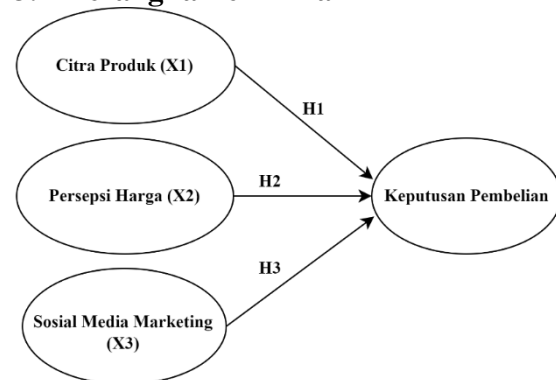 Citra Produk (X1)
H1
Persepsi Harga (X2)
H2
Keputusan Pembelian
H3
Sosial Media Marketing
(X3)